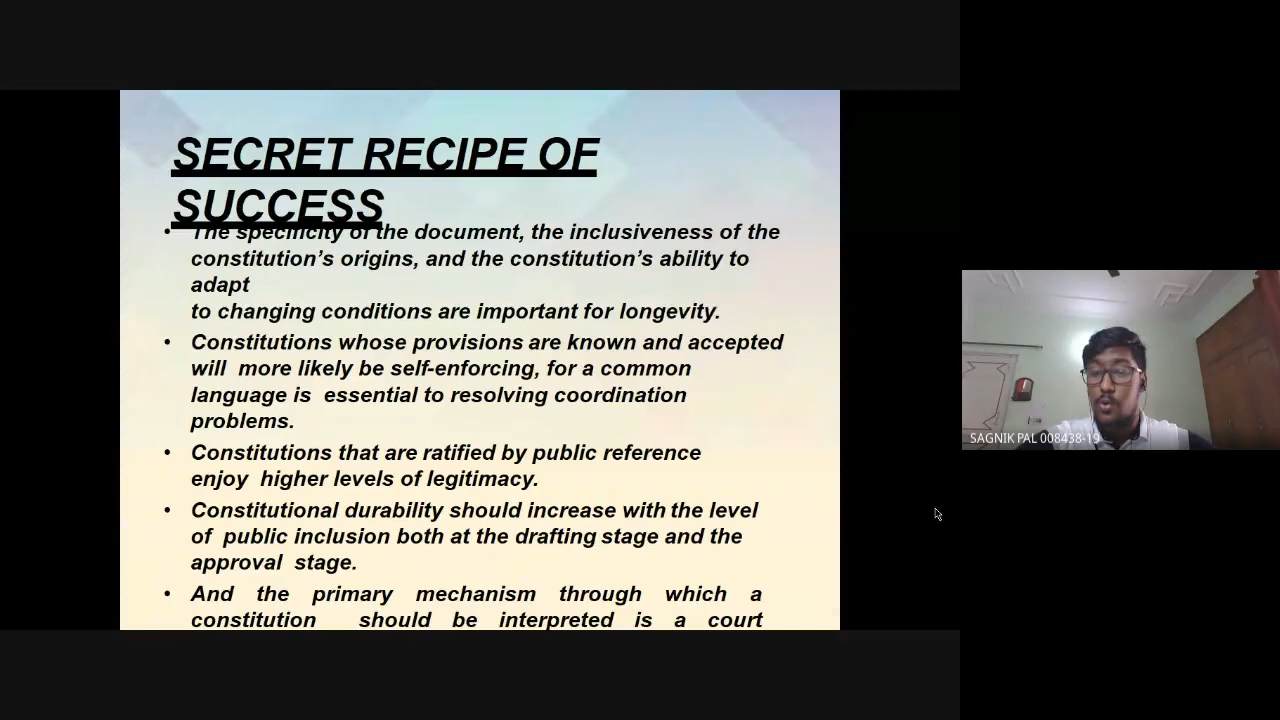 SECRET RECIPE OF
SUCCESS
• The specificity of the document, the inclusiveness of the
constitution’s origins, and the constitution’s ability to
adapt
to changing conditions are important for longevity.
• Constitutions whose provisions are known and accepted
will more likely be self-enforcing, for a common
language is essential to resolving coordination
problems.
• Constitutions that are ratified by public reference
enjoy higher levels of legitimacy.
• Constitutional durability should increase with the level
of public inclusion both at the drafting stage and the
approval stage.
• And the primary mechanism through which a
constitution should be interpreted is a court
SAGNIK PAL 008438-19